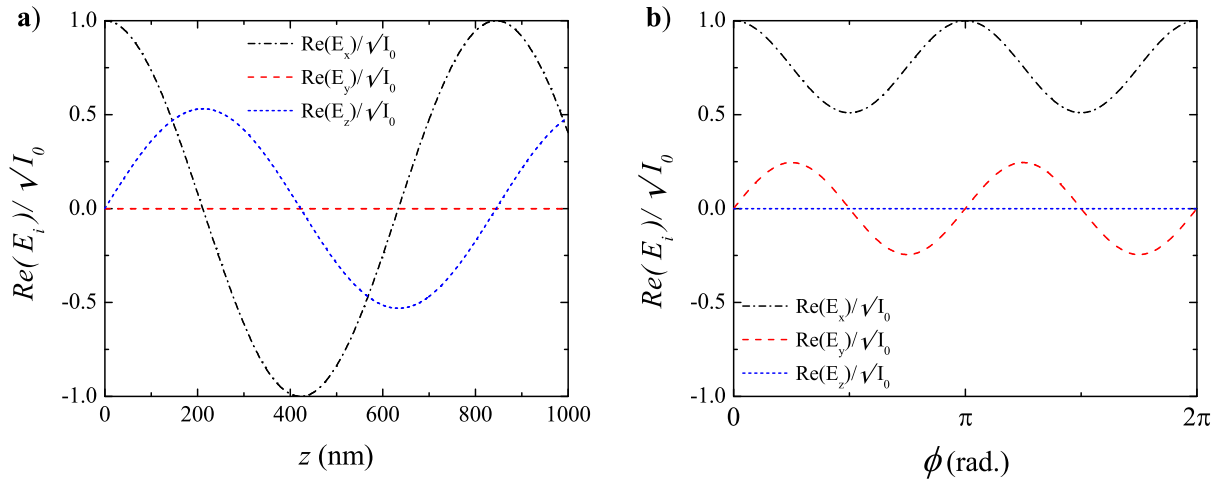 a)
Re(E_i)/√I_0
1.0
0.5
0.0
-0.5
-1.0
Re(E_x)/√I_0
Re(E_y)/√I_0
Re(E_z)/√I_0
0 200 400 600 800 1000
z (nm)
b)
Re(E_i)/√I_0
1.0
0.5
0.0
-0.5
-1.0
Re(E_x)/√I_0
Re(E_y)/√I_0
Re(E_z)/√I_0
0 π 2π
ϕ (rad.)